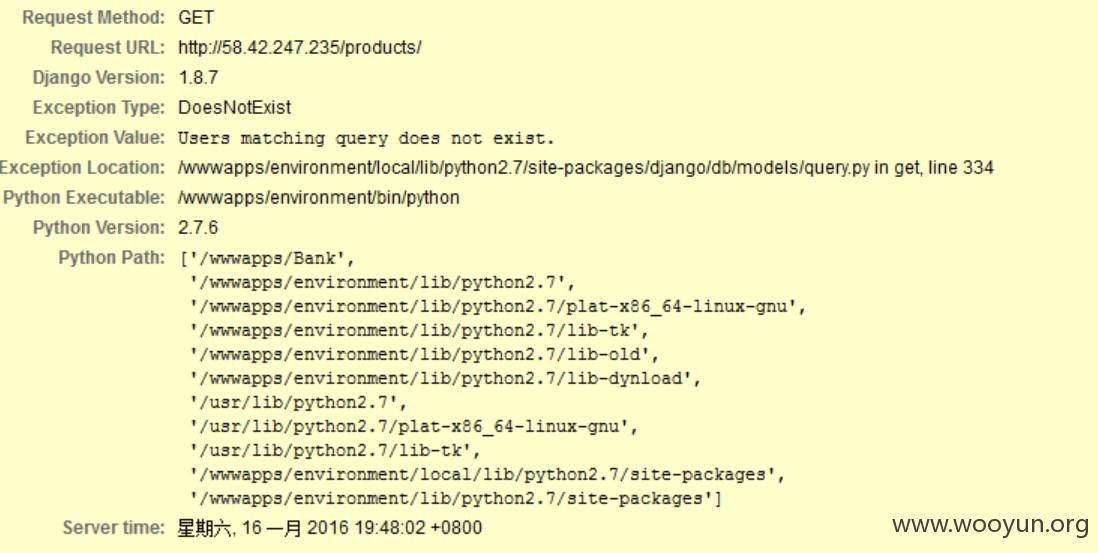 Request Method: GET
Request URL: http://58.42.247.235/products/
Django Version: 1.8.7
Exception Type: DoesNotExist
Exception Value: Users matching query does not exist.
Exception Location: /wwwapps/environment/local/lib/python2.7/site-packages/django/db/models/query.py in get, line 334
Python Executable: /wwwapps/environment/bin/python
Python Version: 2.7.6
Python Path: ['/wwwapps/Bank',
'/wwwapps/environment/lib/python2.7',
'/wwwapps/environment/lib/python2.7/plat-x86_64-linux-gnu',
'/wwwapps/environment/lib/python2.7/lib-tk',
'/wwwapps/environment/lib/python2.7/lib-old',
'/wwwapps/environment/lib/python2.7/lib-dynload',
'/usr/lib/python2.7',
'/usr/lib/python2.7/plat-x86_64-linux-gnu',
'/usr/lib/python2.7/lib-tk',
'/wwwapps/environment/local/lib/python2.7/site-packages',
'/wwwapps/environment/lib/python2.7/site-packages']
Server time: 星期六, 16 一月 2016 19:48:02 +0800
www.wooyun.org